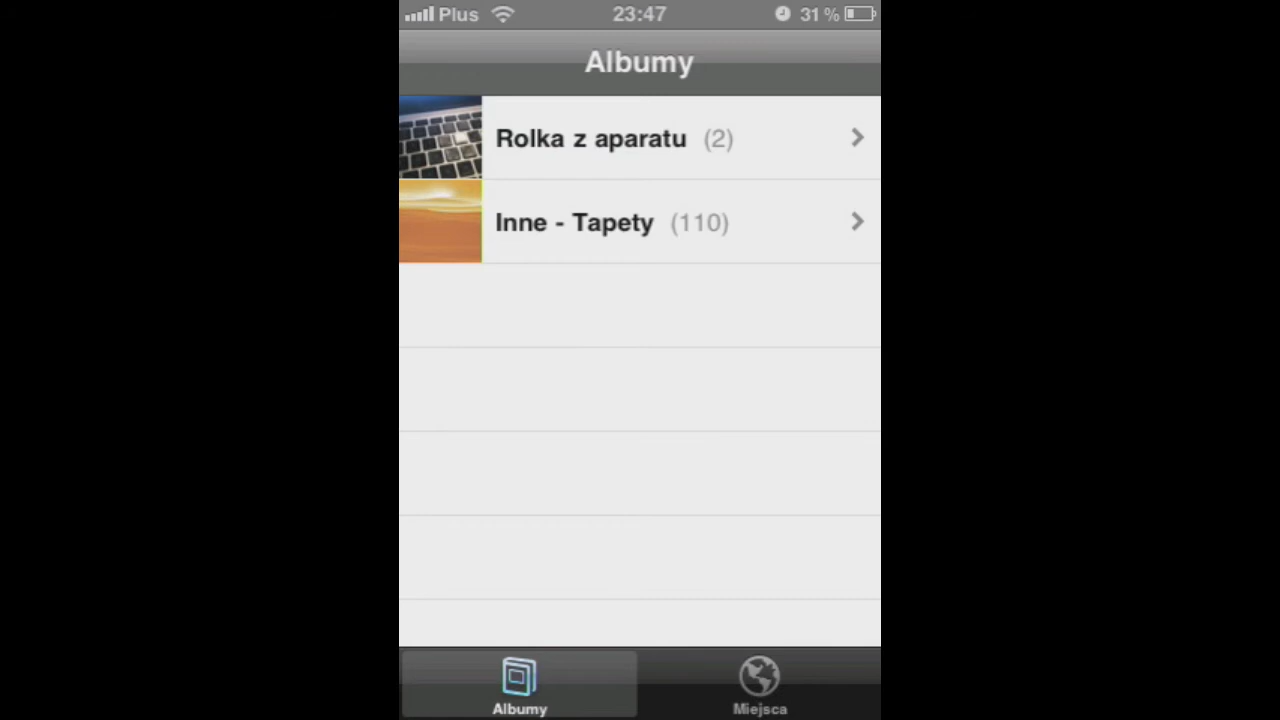 Plus 23:47 31 %
Albumy
Rolka z aparatu (2)
Inne - Tapety (110)
Albumy Miejsca